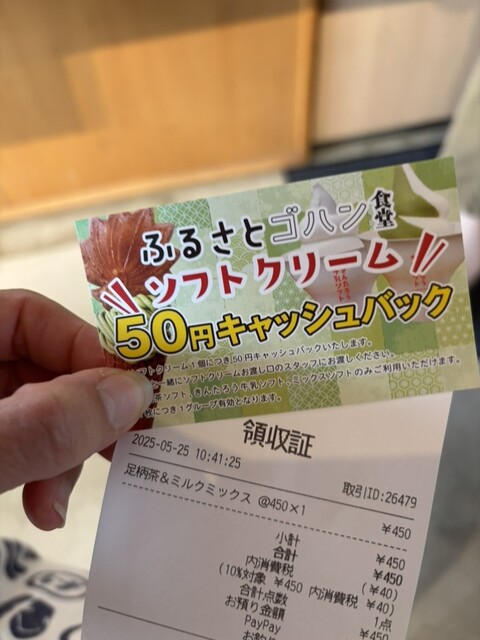 ふるさとゴハン食堂
ソフトクリーム!!
50円キャッシュバック
フトクリーム1個につき50円キャッシュバックいたします。
一緒にソフトクリームお渡し口のスタッフにお渡しください。
茶ソフト、きんたろう牛乳ソフト、ミックスソフトのみご利用いただけます。
枚につき1グループ有効となります。
領収証
2025-05-25 10:41:25
取引ID:26479
足柄茶&ミルクミックス @450×1
¥450
小計 ¥450
合計 ¥450
内消費税 (¥40)
(10%対象 ¥450 内消費税 ¥40)
合計点数 1点
お預り金額
PayPay ¥450